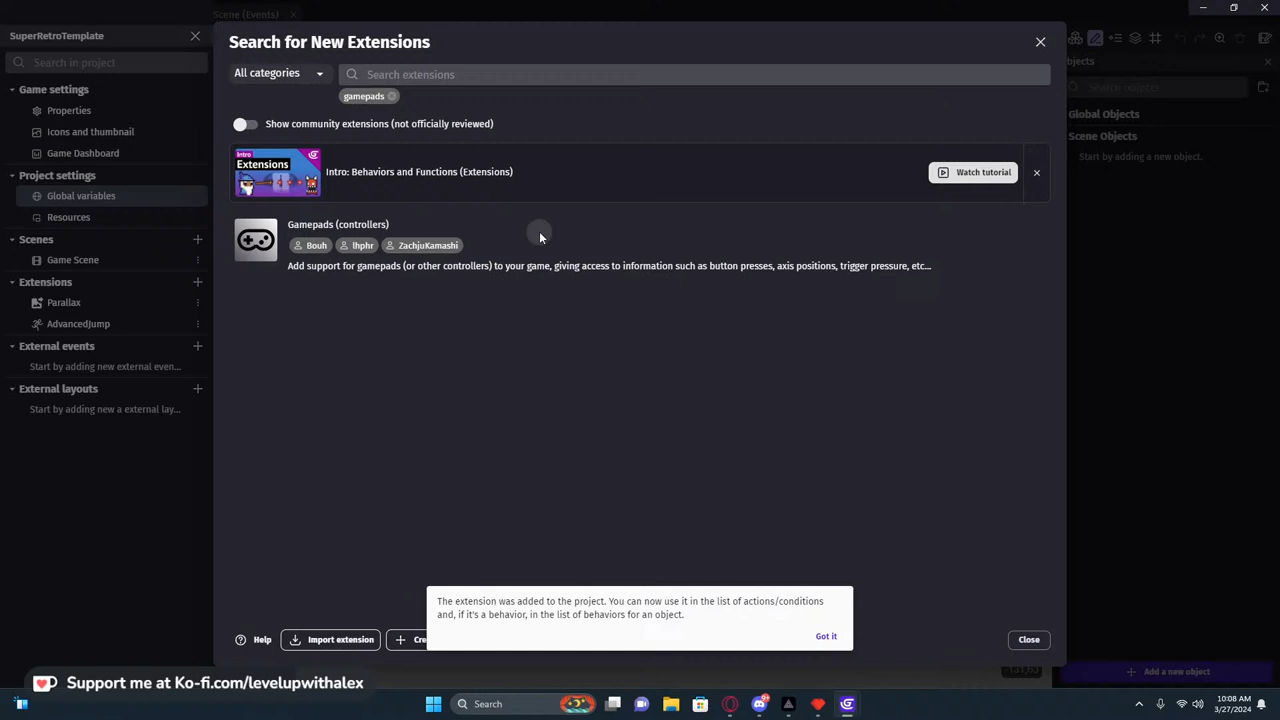 Scene (Events)
SuperRetroTemplate
Search in project
Game settings
Properties
Icons and thumbnail
Game Dashboard
Project settings
Global variables
Resources
Scenes
Game Scene
Extensions
Parallax
AdvancedJump
External events
Start by adding new external even...
External layouts
Start by adding new a external lay...
Search for New Extensions
All categories
Search extensions
gamepads
Show community extensions (not officially reviewed)
Intro
Extensions
Intro: Behaviors and Functions (Extensions)
Watch tutorial
Gamepads (controllers)
Bouh
lhphr
ZachjuKamashi
Add support for gamepads (or other controllers) to your game, giving access to information such as button presses, axis positions, trigger pressure, etc...
The extension was added to the project. You can now use it in the list of actions/conditions
and, if it's a behavior, in the list of behaviors for an object.
Got it
Help
Import extension
Cre
Close
bjects
Search objects
Global Objects
Scene Objects
Start by adding a new object.
Add a new object
Support me at Ko-fi.com/levelupwithalex
Search
9+
10:08 AM
3/27/2024